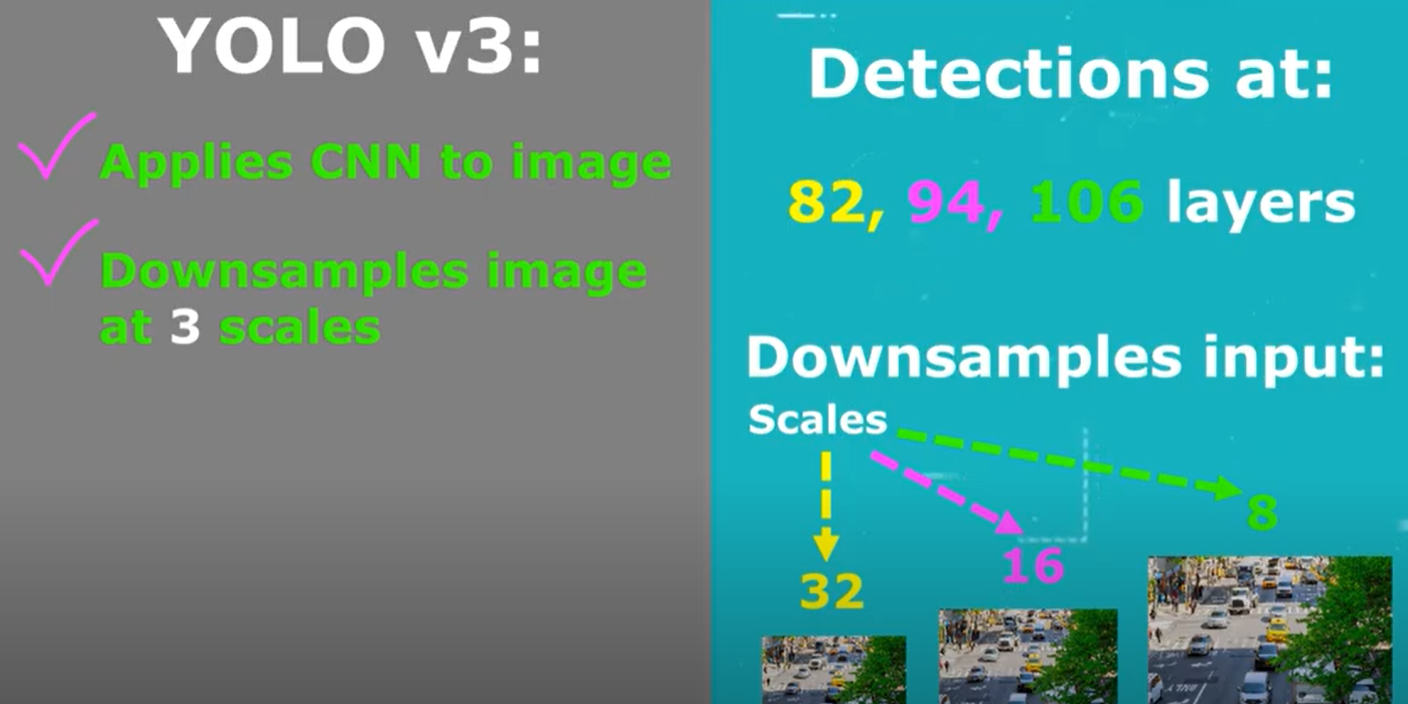 YOLO v3:
Applies CNN to image
Downsamples image
at 3 scales
Detections at:
82, 94, 106 layers
Downsamples input:
Scales
32
16
8